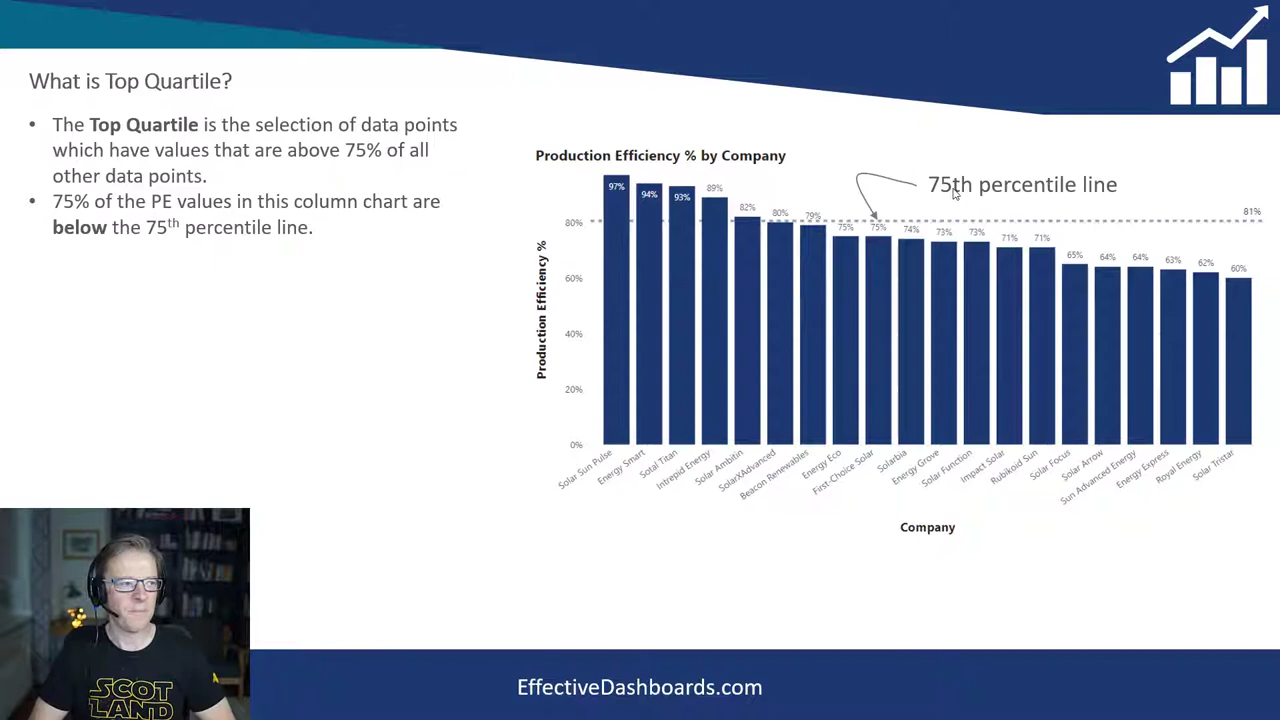 What is Top Quartile?
• The Top Quartile is the selection of data points
which have values that are above 75% of all
other data points.
• 75% of the PE values in this column chart are
below the 75th percentile line.
Production Efficiency % by Company
75th percentile line
81%
97%
94%
93%
89%
82%
80%
79%
75%
75%
74%
73%
73%
71%
71%
65%
64%
64%
63%
62%
60%
Production Efficiency %
80%
60%
40%
20%
0%
Solar Sun Pulse
Energy Smart
Sotal Titan
Intrepid Energy
Solar Ambitin
SolarXAdvanced
Beacon Renewables
Energy Eco
First-Choice Solar
Solarbia
Energy Grove
Solar Function
Impact Solar
Rubikoid Sun
Solar Focus
Solar Arrow
Sun Advanced Energy
Energy Express
Royal Energy
Solar Tristar
Company
SCOT
LAND
EffectiveDashboards.com